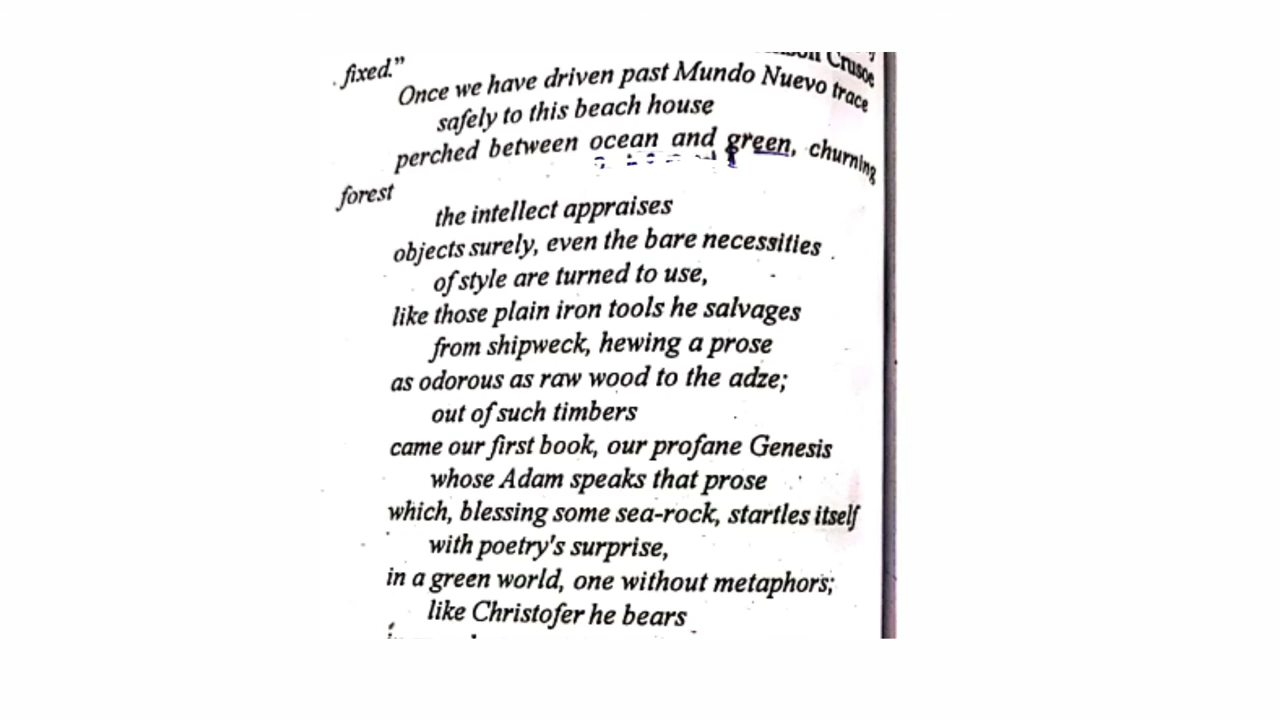 Crusoe
fixed.”
Once we have driven past Mundo Nuevo trace
safely to this beach house
perched between ocean and green, churning
forest
the intellect appraises
objects surely, even the bare necessities
of style are turned to use,
like those plain iron tools he salvages
from shipweck, hewing a prose
as odorous as raw wood to the adze;
out of such timbers
came our first book, our profane Genesis
whose Adam speaks that prose
which, blessing some sea-rock, startles itself
with poetry's surprise,
in a green world, one without metaphors;
like Christofer he bears